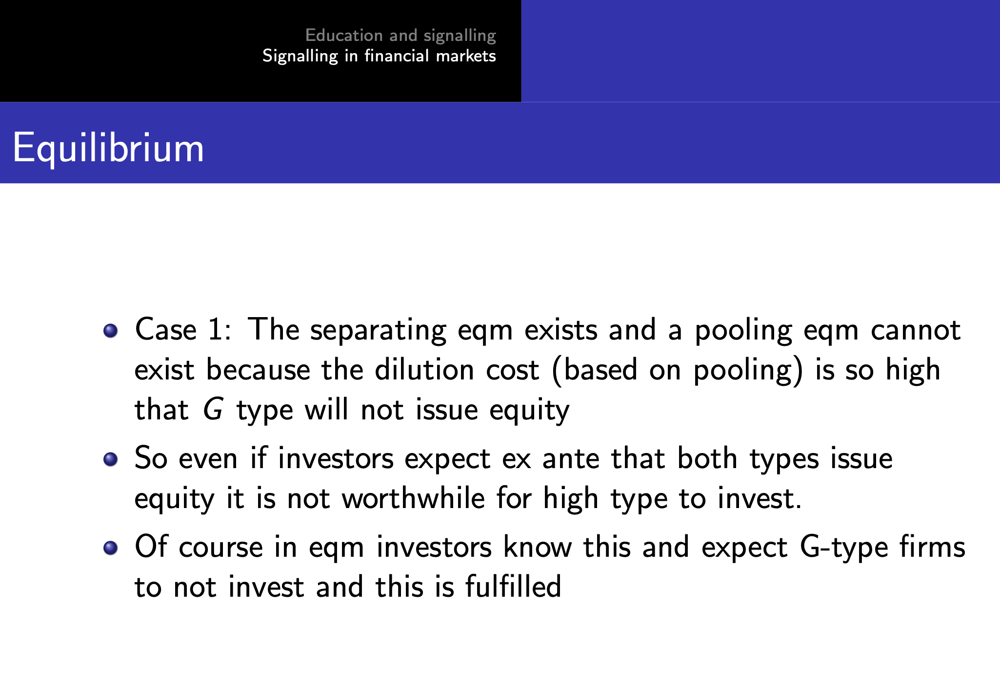 Education and signalling
Signalling in financial markets
Equilibrium
Case 1: The separating eqm exists and a pooling eqm cannot
exist because the dilution cost (based on pooling) is so high
that G type will not issue equity
So even if investors expect ex ante that both types issue
equity it is not worthwhile for high type to invest.
Of course in eqm investors know this and expect G-type firms
to not invest and this is fulfilled